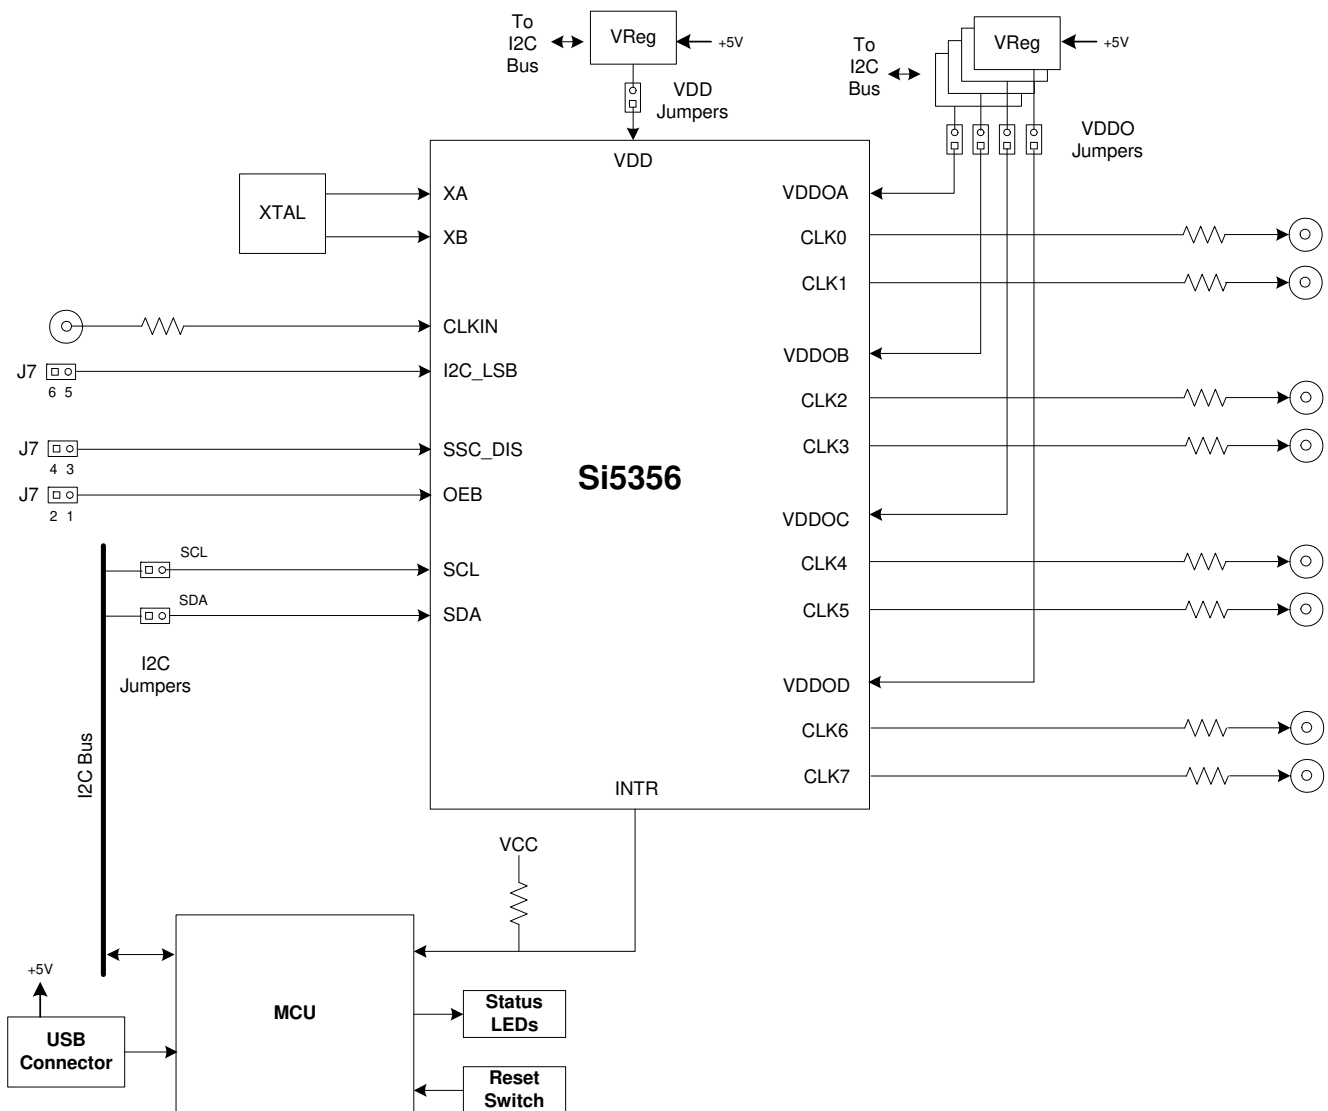 To
I2C
Bus
VReg
+5V
VDD
Jumpers
To
I2C
Bus
VReg
+5V
VDDO
Jumpers
VDD
XTAL
XA
XB
CLKIN
J7
6 5
I2C_LSB
J7
4 3
SSC_DIS
J7
2 1
OEB
SCL
SCL
SDA
SDA
I2C
Jumpers
I2C Bus
Si5356
VDDOA
CLK0
CLK1
VDDOB
CLK2
CLK3
VDDOC
CLK4
CLK5
VDDOD
CLK6
CLK7
INTR
VCC
+5V
USB
Connector
MCU
Status
LEDs
Reset
Switch